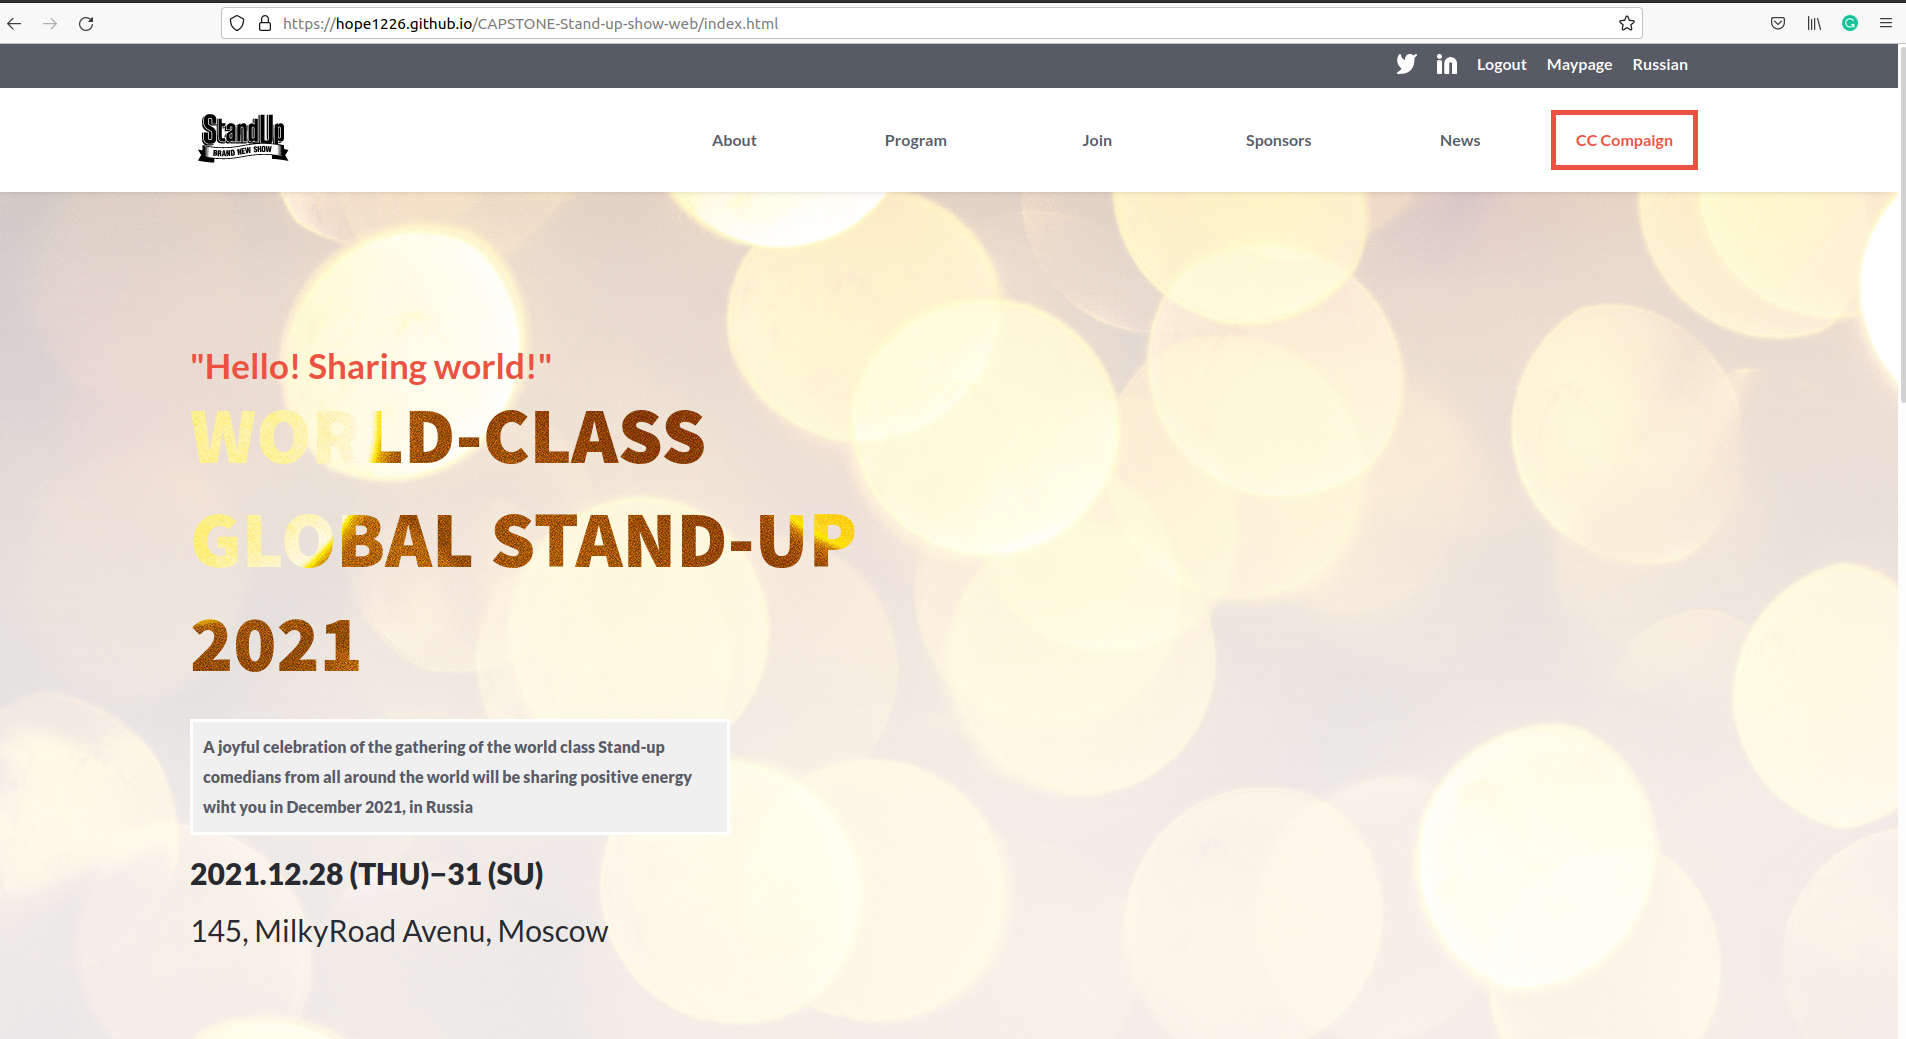 https://hope1226.github.io/CAPSTONE-Stand-up-show-web/index.html
Logout Maypage Russian
StandUp
BRAND NEW SHOW
About Program Join Sponsors News CC Compaign
"Hello! Sharing world!"
WORLD-CLASS
GLOBAL STAND-UP
2021
A joyful celebration of the gathering of the world class Stand-up
comedians from all around the world will be sharing positive energy
wiht you in December 2021, in Russia
2021.12.28 (THU)–31 (SU)
145, MilkyRoad Avenu, Moscow